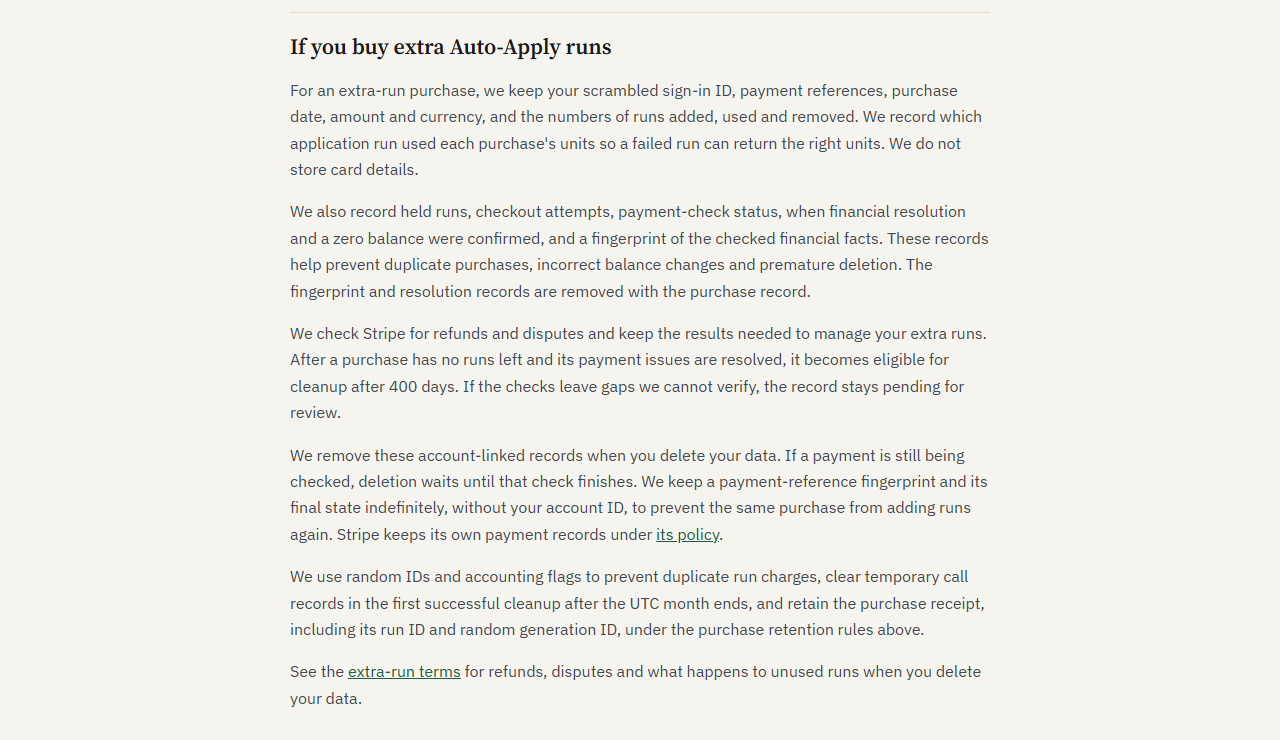 If you buy extra Auto-Apply runs
For an extra-run purchase, we keep your scrambled sign-in ID, payment references, purchase
date, amount and currency, and the numbers of runs added, used and removed. We record which
application run used each purchase's units so a failed run can return the right units. We do not
store card details.
We also record held runs, checkout attempts, payment-check status, when financial resolution
and a zero balance were confirmed, and a fingerprint of the checked financial facts. These records
help prevent duplicate purchases, incorrect balance changes and premature deletion. The
fingerprint and resolution records are removed with the purchase record.
We check Stripe for refunds and disputes and keep the results needed to manage your extra runs.
After a purchase has no runs left and its payment issues are resolved, it becomes eligible for
cleanup after 400 days. If the checks leave gaps we cannot verify, the record stays pending for
review.
We remove these account-linked records when you delete your data. If a payment is still being
checked, deletion waits until that check finishes. We keep a payment-reference fingerprint and its
final state indefinitely, without your account ID, to prevent the same purchase from adding runs
again. Stripe keeps its own payment records under its policy.
We use random IDs and accounting flags to prevent duplicate run charges, clear temporary call
records in the first successful cleanup after the UTC month ends, and retain the purchase receipt,
including its run ID and random generation ID, under the purchase retention rules above.
See the extra-run terms for refunds, disputes and what happens to unused runs when you delete
your data.